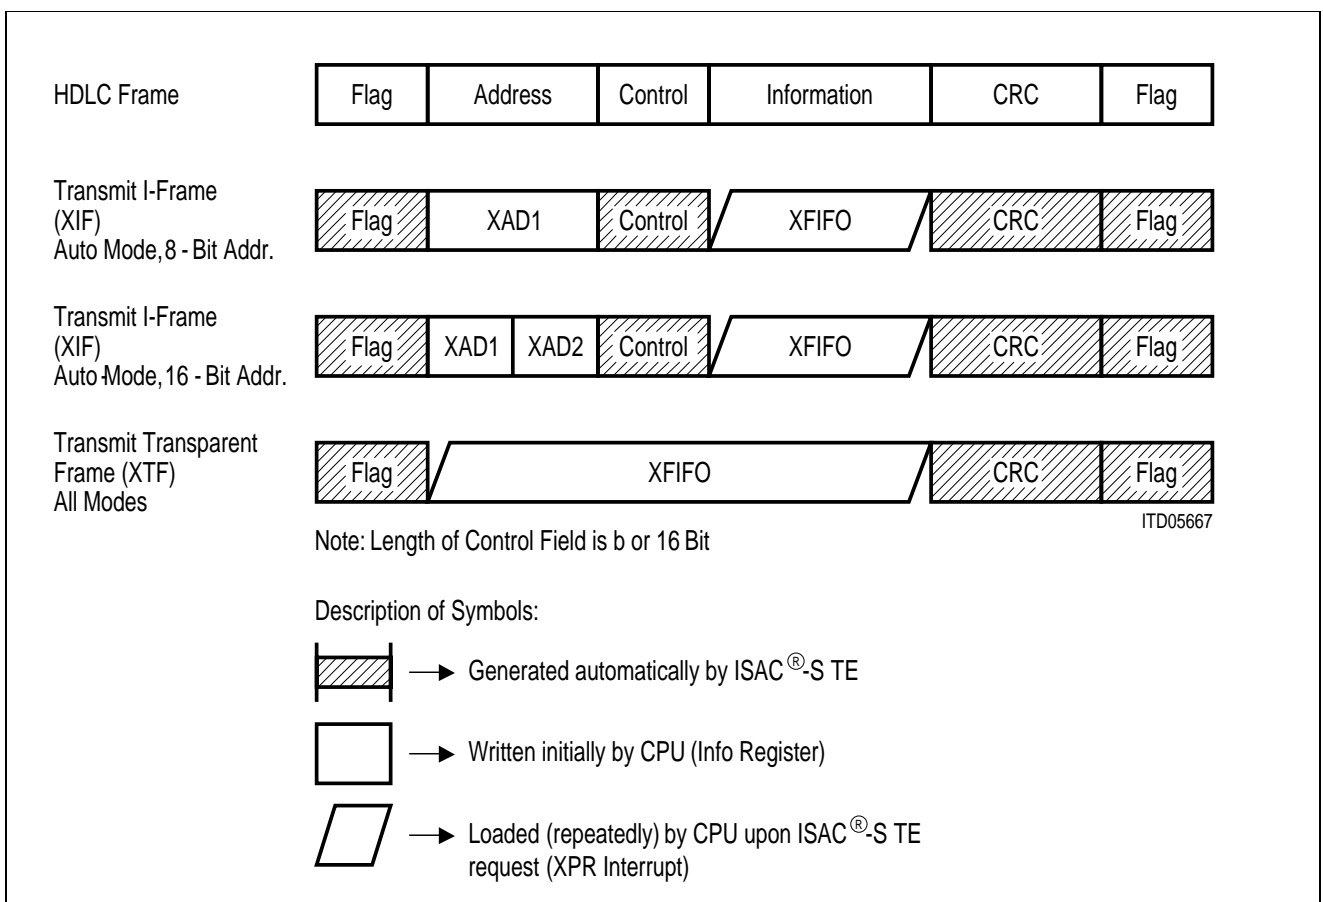 HDLC Frame
Flag Address Control Information CRC Flag
Transmit I-Frame
(XIF)
Auto Mode, 8 - Bit Addr.
Flag XAD1 Control XFIFO CRC Flag
Transmit I-Frame
(XIF)
Auto-Mode, 16 - Bit Addr.
Flag XAD1 XAD2 Control XFIFO CRC Flag
Transmit Transparent
Frame (XTF)
All Modes
Flag XFIFO CRC Flag
ITD05667
Note: Length of Control Field is b or 16 Bit
Description of Symbols:
Generated automatically by ISAC®-S TE
Written initially by CPU (Info Register)
Loaded (repeatedly) by CPU upon ISAC®-S TE
request (XPR Interrupt)